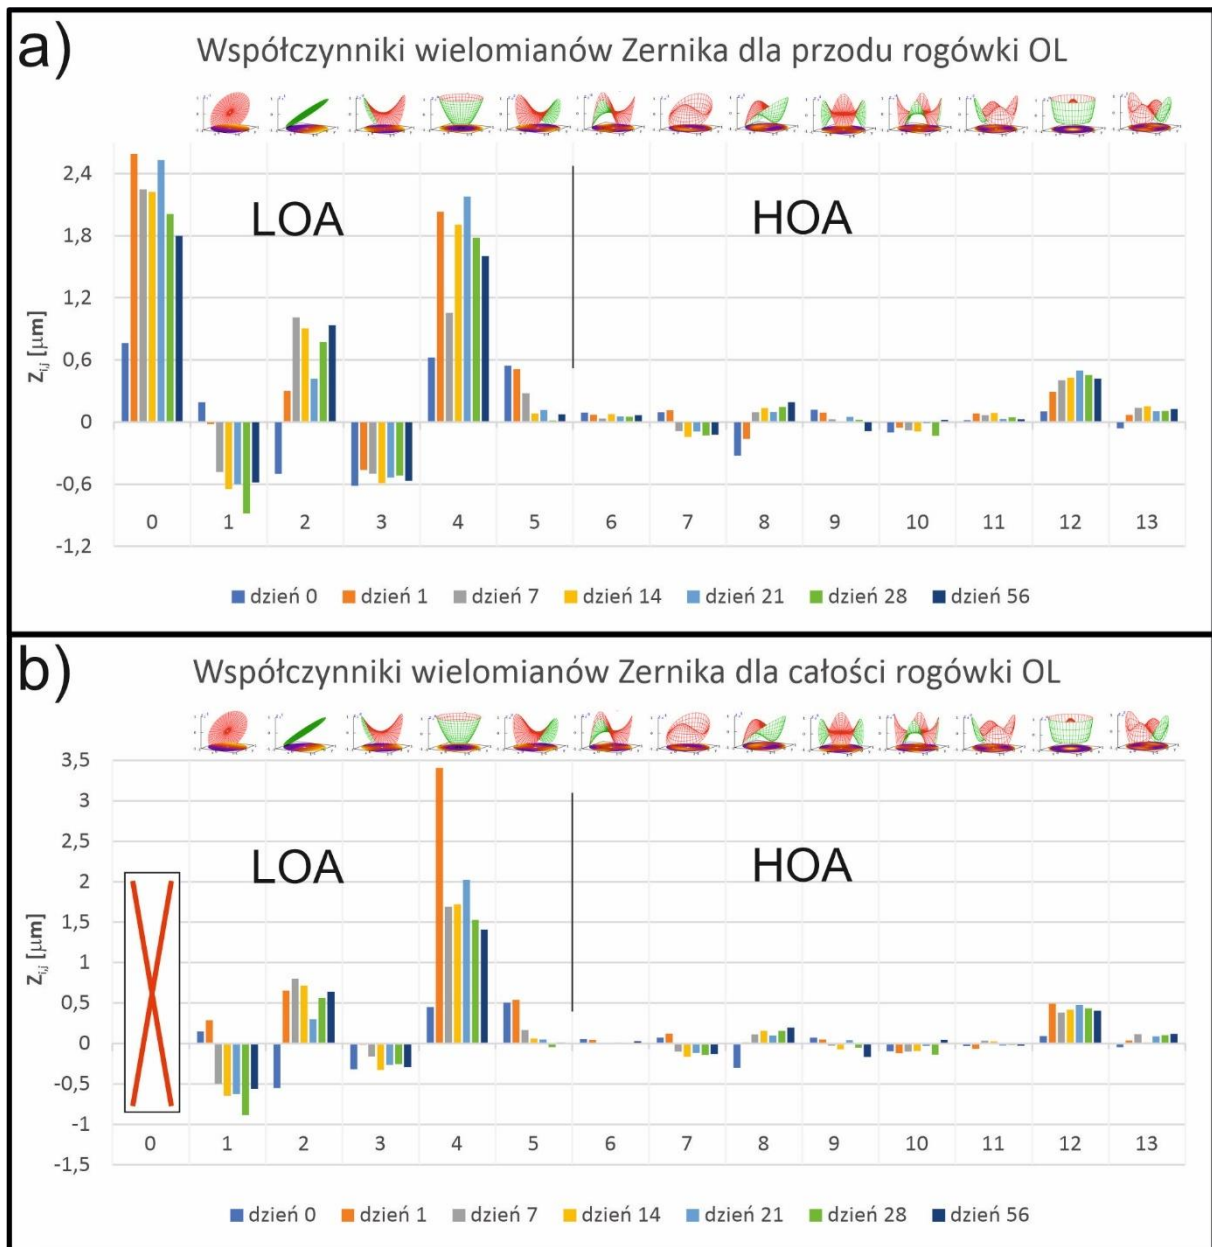 a)
Współczynniki wielomianów Zernika dla przodu rogówki OL
2,4
1,8
1,2
0,6
0
-0,6
-1,2
Z_{i,j} [µm]
LOA
HOA
0 1 2 3 4 5 6 7 8 9 10 11 12 13
dzień 0 dzień 1 dzień 7 dzień 14 dzień 21 dzień 28 dzień 56
b)
Współczynniki wielomianów Zernika dla całości rogówki OL
3,5
3
2,5
2
1,5
1
0,5
0
-0,5
-1
-1,5
Z_{i,j} [µm]
LOA
HOA
0 1 2 3 4 5 6 7 8 9 10 11 12 13
dzień 0 dzień 1 dzień 7 dzień 14 dzień 21 dzień 28 dzień 56